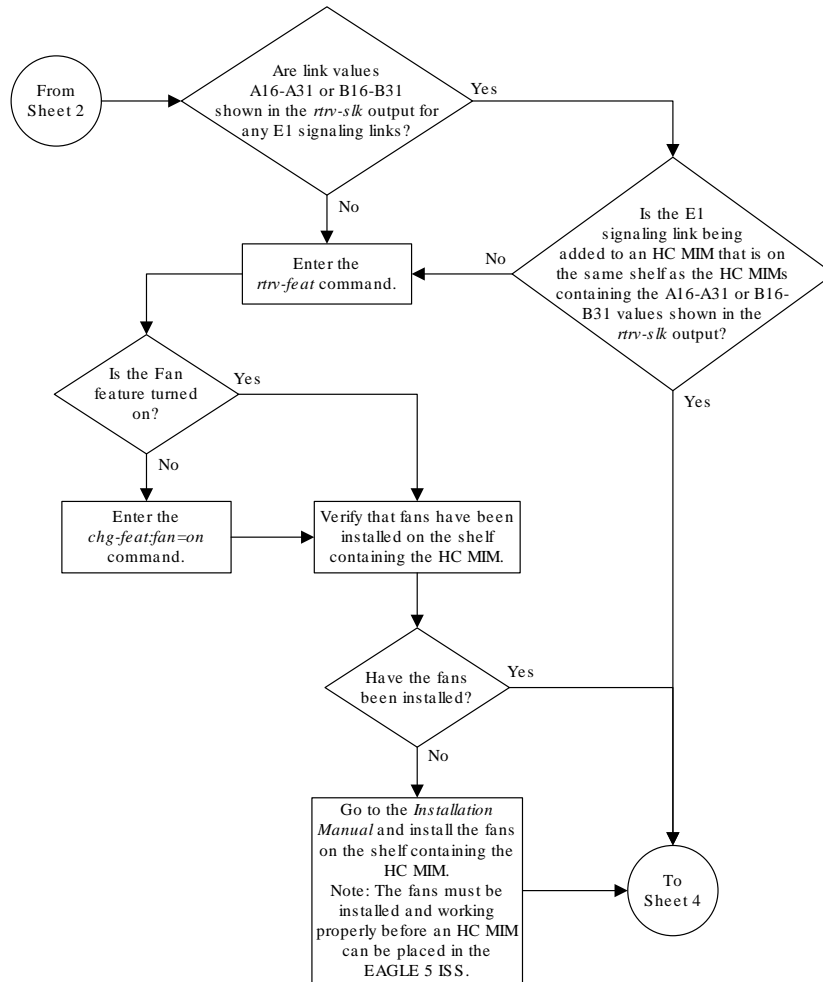 From
Sheet 2
Are link values
A16-A31 or B16-B31
shown in the rtrv-slk output for
any E1 signaling links?
Yes
No
Is the E1
signaling link being
added to an HC MIM that is on
the same shelf as the HC MIMs
containing the A16-A31 or B16-
B31 values shown in the
rtrv-slk output?
No
Yes
Enter the
rtrv-feat command.
Is the Fan
feature turned
on?
Yes
No
Enter the
chg-feat:fan=on
command.
Verify that fans have been
installed on the shelf
containing the HC MIM.
Have the fans
been installed?
Yes
No
Go to the Installation
Manual and install the fans
on the shelf containing the
HC MIM.
Note: The fans must be
installed and working
properly before an HC MIM
can be placed in the
EAGLE 5 ISS.
To
Sheet 4